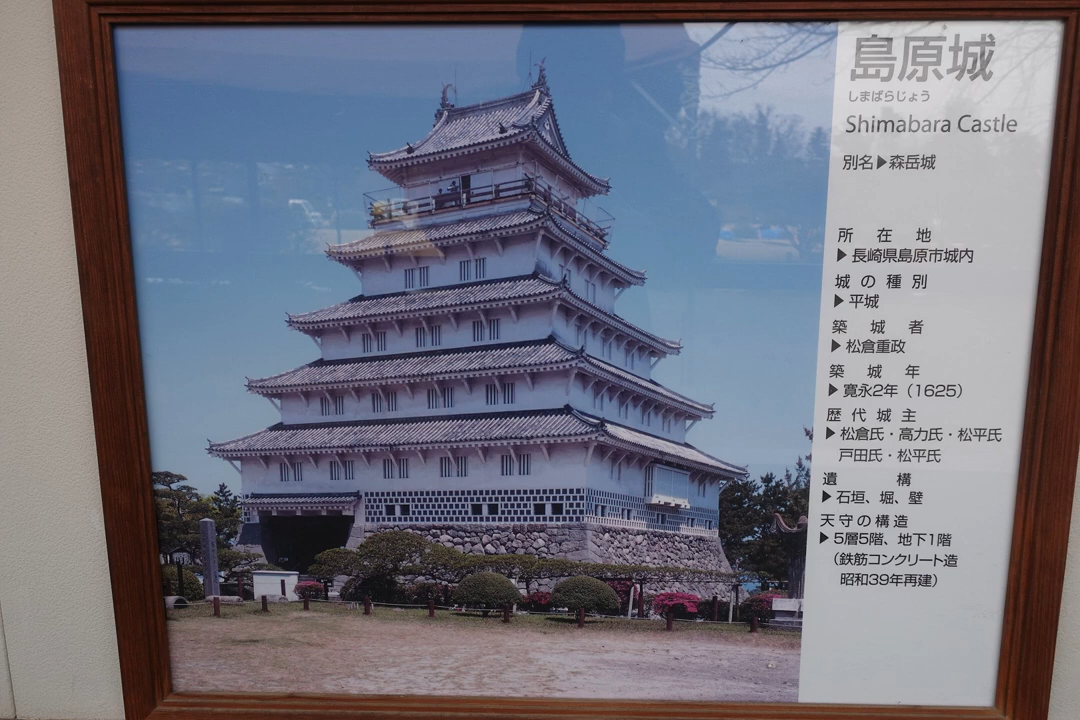 島原城
しまばらじょう
Shimabara Castle
別名▶森岳城
所在地
▶長崎県島原市城内
城の種別
▶平城
築城者
▶松倉重政
築城年
▶寛永2年（1625）
歴代城主
▶松倉氏・高力氏・松平氏
戸田氏・松平氏
遺構
▶石垣、堀、壁
天守の構造
▶5層5階、地下1階
（鉄筋コンクリート造
昭和39年再建）